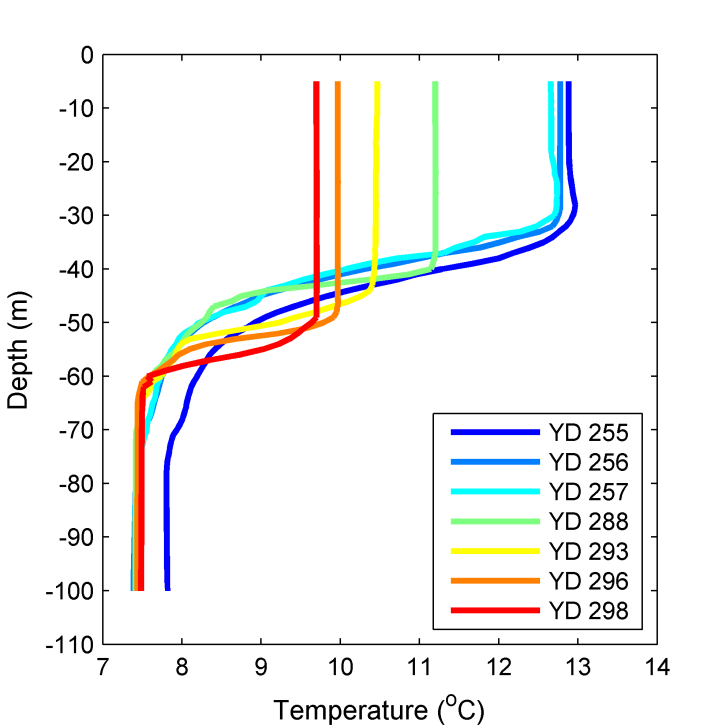 0
-10
-20
-30
-40
-50
-60
-70
-80
-90
-100
-110
Depth (m)
YD 255
YD 256
YD 257
YD 288
YD 293
YD 296
YD 298
7 8 9 10 11 12 13 14
Temperature (°C)